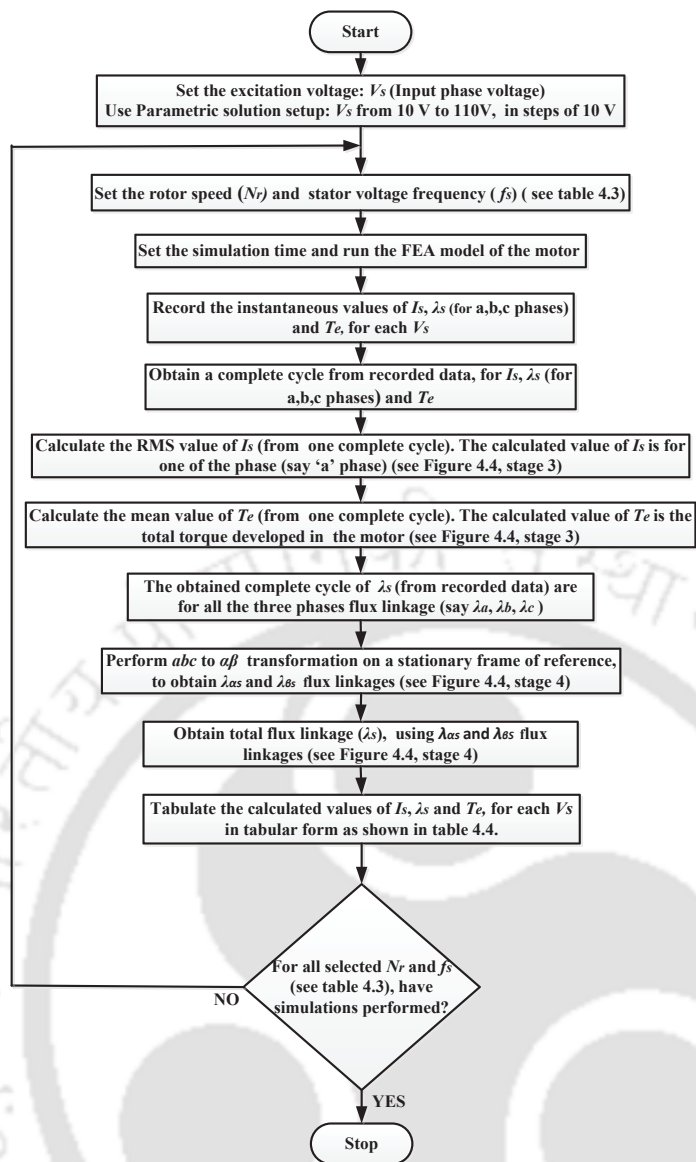 Start
Set the excitation voltage: Vs (Input phase voltage)
Use Parametric solution setup: Vs from 10 V to 110V, in steps of 10 V
Set the rotor speed (Nr) and stator voltage frequency ( fs) ( see table 4.3)
Set the simulation time and run the FEA model of the motor
Record the instantaneous values of Is, λs (for a,b,c phases)
and Te, for each Vs
Obtain a complete cycle from recorded data, for Is, λs (for
a,b,c phases) and Te
Calculate the RMS value of Is (from one complete cycle). The calculated value of Is is for
one of the phase (say ‘a’ phase) (see Figure 4.4, stage 3)
Calculate the mean value of Te (from one complete cycle). The calculated value of Te is the
total torque developed in the motor (see Figure 4.4, stage 3)
The obtained complete cycle of λs (from recorded data) are
for all the three phases flux linkage (say λa, λb, λc )
Perform abc to αβ transformation on a stationary frame of reference,
to obtain λαs and λβs flux linkages (see Figure 4.4, stage 4)
Obtain total flux linkage (λs), using λαs and λβs flux
linkages (see Figure 4.4, stage 4)
Tabulate the calculated values of Is, λs and Te, for each Vs
in tabular form as shown in table 4.4.
For all selected Nr and fs
(see table 4.3), have
simulations performed?
NO
YES
Stop